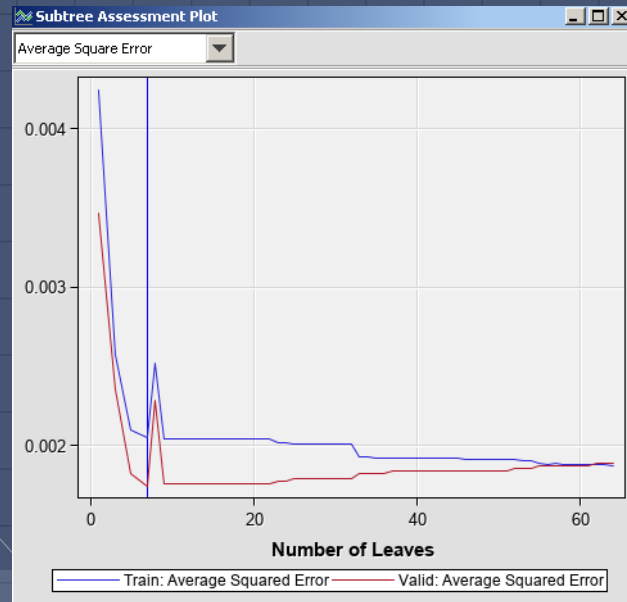 Subtree Assessment Plot
Average Square Error
0.004
0.003
0.002
0 20 40 60
Number of Leaves
Train: Average Squared Error Valid: Average Squared Error